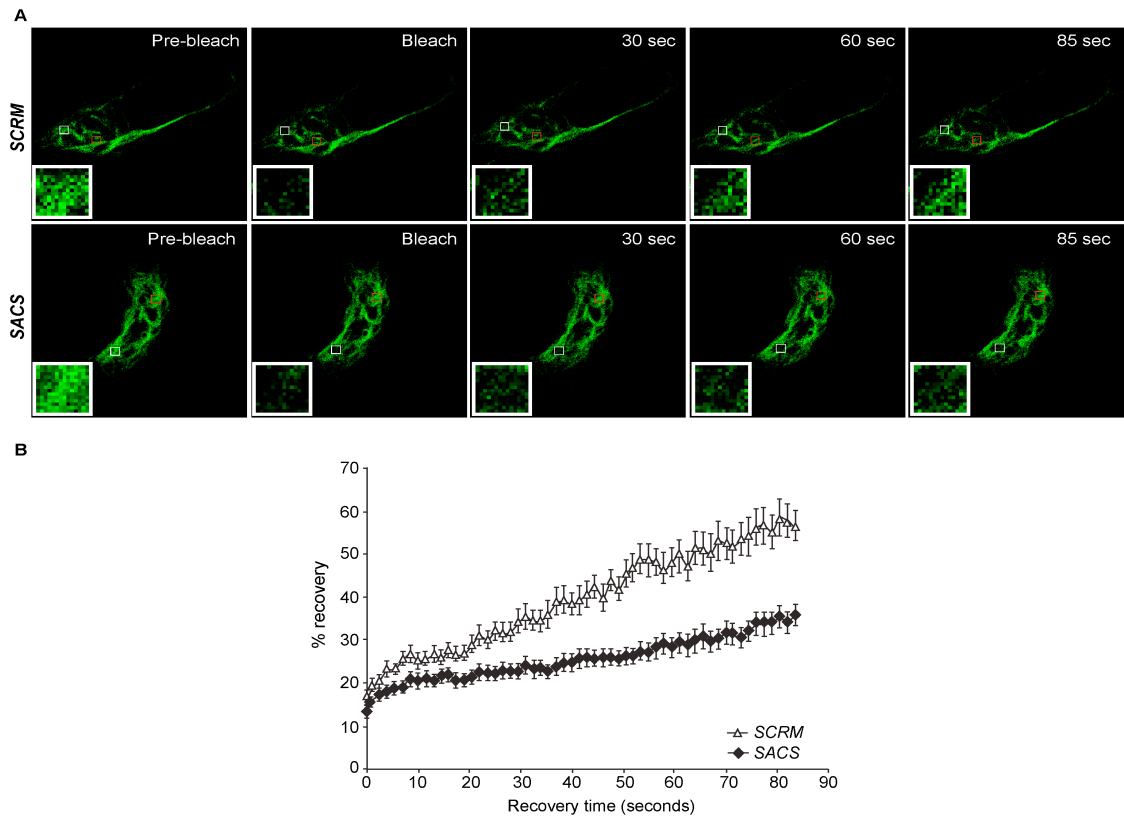 A
SCRM
Pre-bleach Bleach 30 sec 60 sec 85 sec
SACS
Pre-bleach Bleach 30 sec 60 sec 85 sec
B
% recovery
70
60
50
40
30
20
10
0
0 10 20 30 40 50 60 70 80 90
Recovery time (seconds)
SCRM
SACS